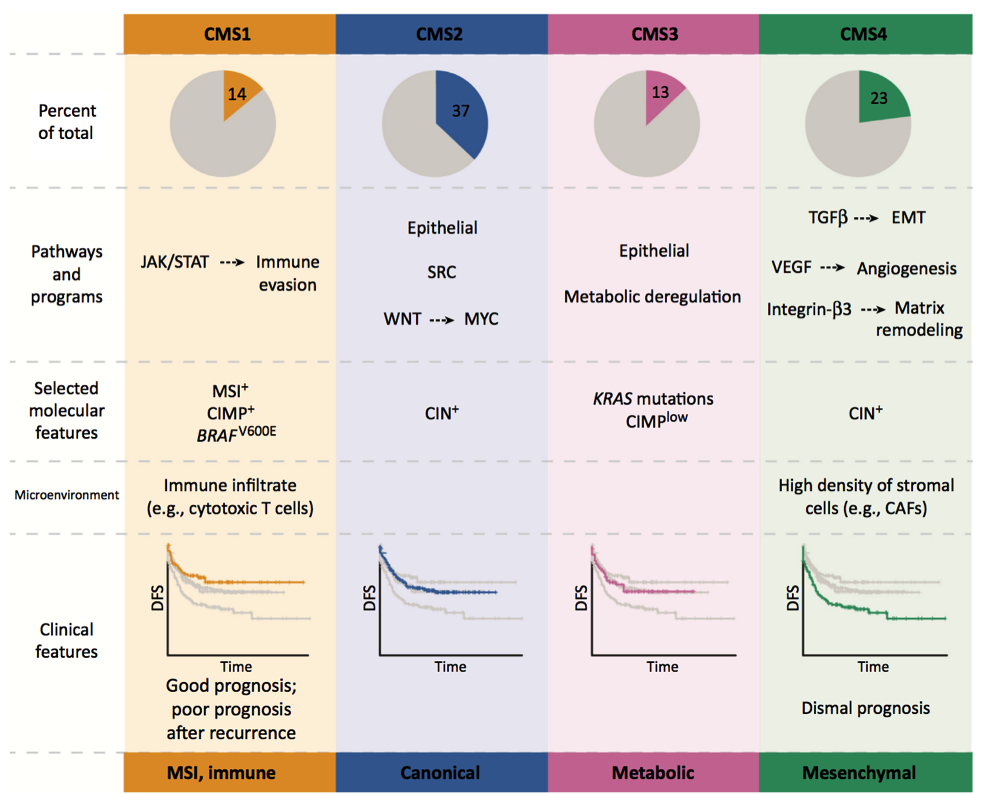 CMS1
CMS2
CMS3
CMS4
Percent
of total
14
37
13
23
Pathways
and
programs
JAK/STAT ---> Immune
evasion
Epithelial
SRC
WNT ---> MYC
Epithelial
Metabolic deregulation
TGFβ ---> EMT
VEGF ---> Angiogenesis
Integrin-β3 ---> Matrix
remodeling
Selected
molecular
features
MSI⁺
CIMP⁺
BRAF^V600E
CIN⁺
KRAS mutations
CIMP^low
CIN⁺
Microenvironment
Immune infiltrate
(e.g., cytotoxic T cells)
High density of stromal
cells (e.g., CAFs)
Clinical
features
DFS
Time
Good prognosis;
poor prognosis
after recurrence
DFS
Time
DFS
Time
DFS
Time
Dismal prognosis
MSI, immune
Canonical
Metabolic
Mesenchymal